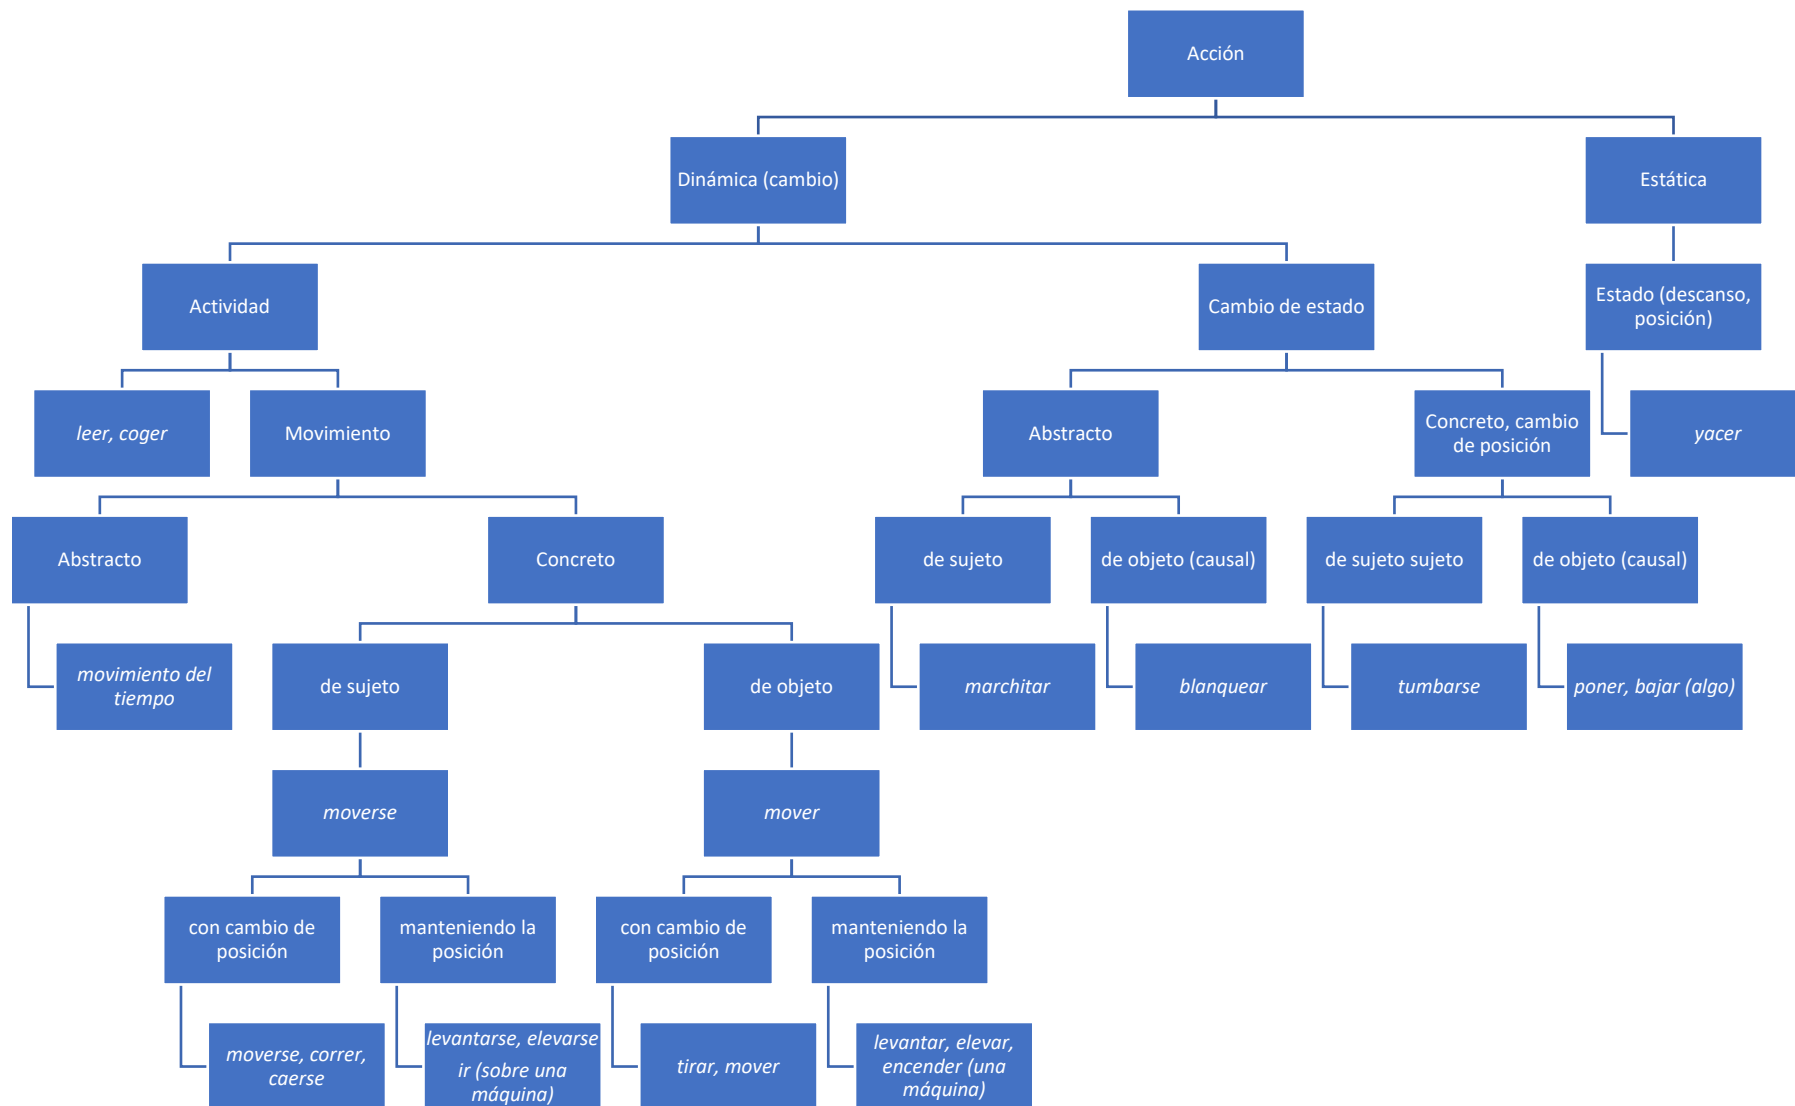 Acción
Dinámica (cambio)
Estática
Actividad
Cambio de estado
Estado (descanso,
posición)
leer, coger
Movimiento
Abstracto
Concreto, cambio
de posición
yacer
Abstracto
Concreto
de sujeto
de objeto (causal)
de sujeto sujeto
de objeto (causal)
movimiento del
tiempo
de sujeto
de objeto
marchitar
blanquear
tumbarse
poner, bajar (algo)
moverse
mover
con cambio de
posición
manteniendo la
posición
con cambio de
posición
manteniendo la
posición
moverse, correr,
caerse
levantarse, elevarse
ir (sobre una
máquina)
tirar, mover
levantar, elevar,
encender (una
máquina)